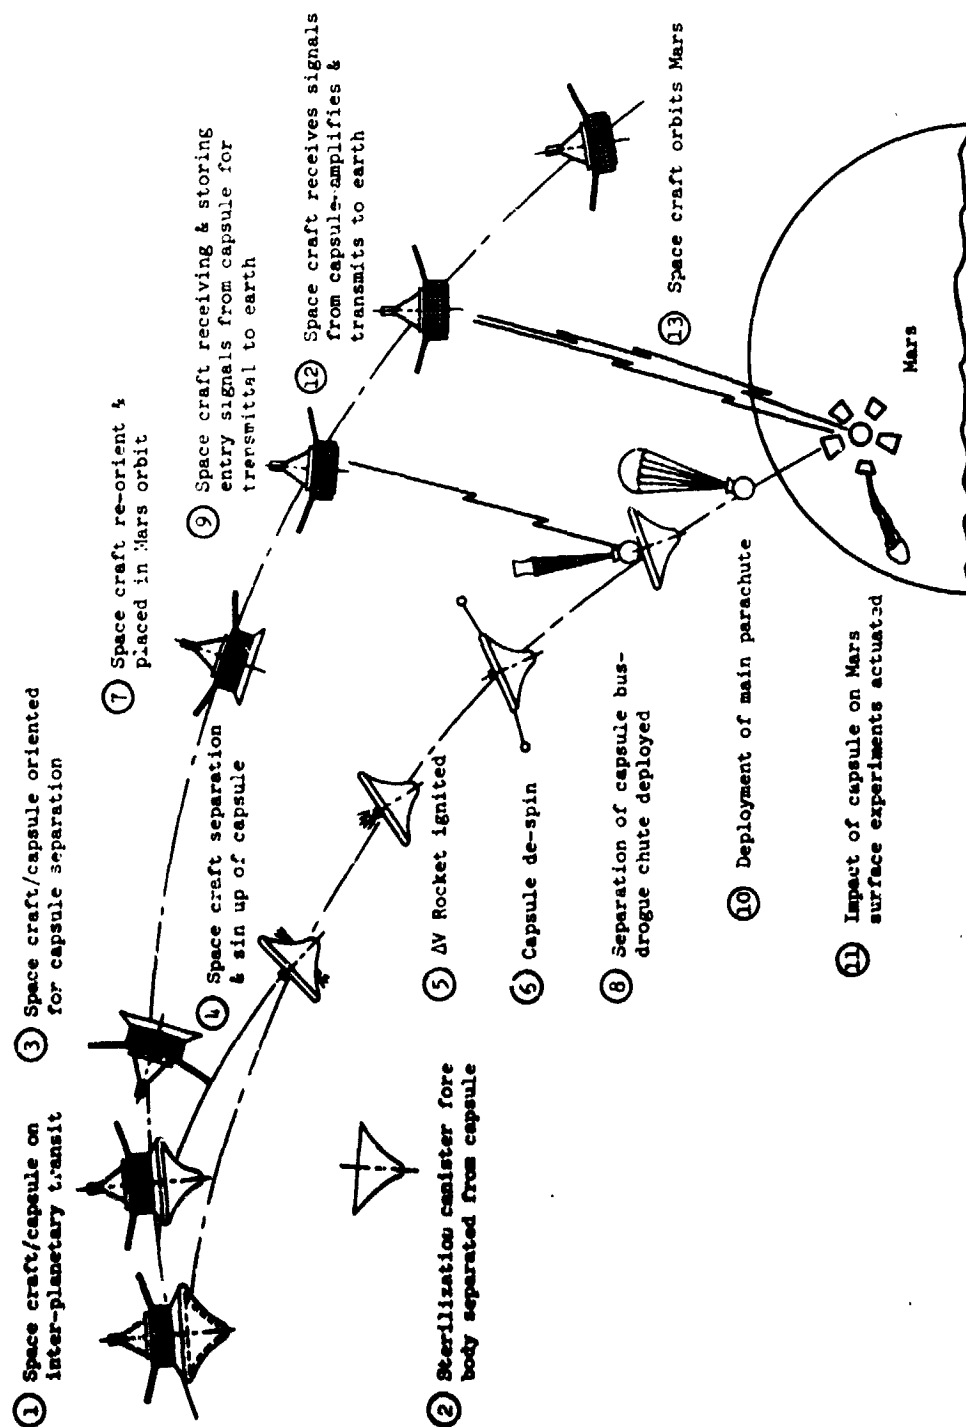 ① Space craft/capsule on
inter-planetary transit
② Sterilization canister fore
body separated from capsule
③ Space craft/capsule oriented
for capsule separation
④ Space craft separation
& sin up of capsule
⑤ ΔV Rocket ignited
⑥ Capsule de-spin
⑦ Space craft re-orient &
placed in Mars orbit
⑧ Separation of capsule bus-
drogue chute deployed
⑨ Space craft receiving & storing
entry signals from capsule for
transmittal to earth
⑩ Deployment of main parachute
⑪ Impact of capsule on Mars
surface experiments actuated
⑫ Space craft receives signals
from capsule-amplifies &
transmits to earth
⑬ Space craft orbits Mars
Mars